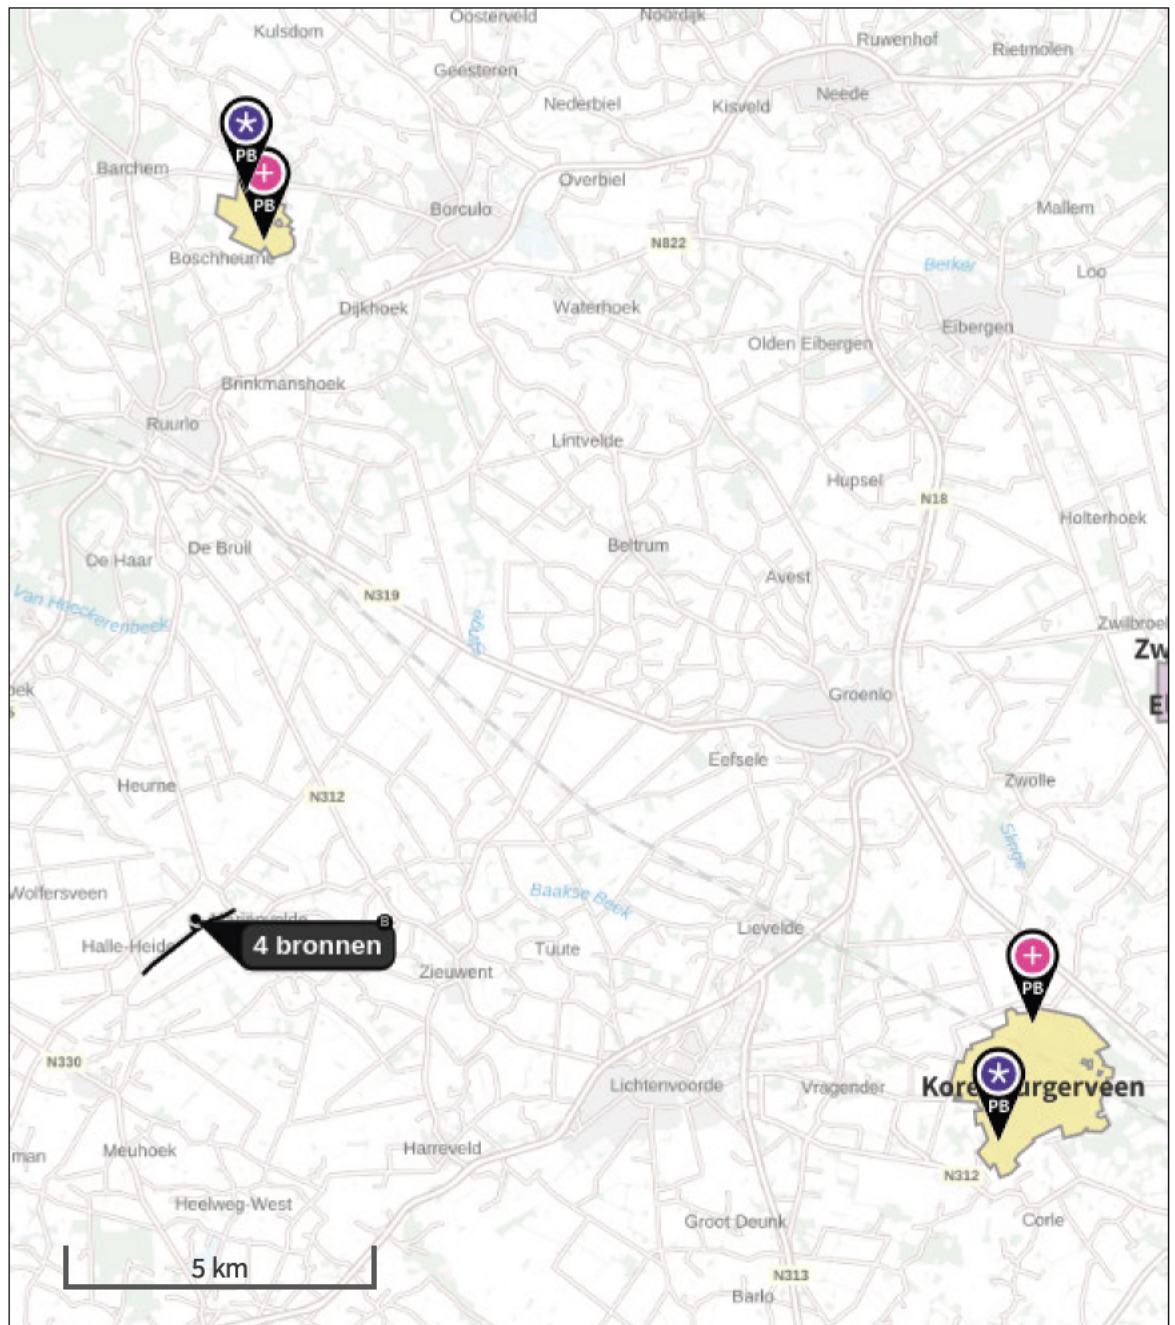 Oosterveld
Noordijk
Kulsdom
Ruwenhof
Rietmolen
Geesteren
Neede
Nederbiel
Kisveld
PB
Barchem
Overbiel
PB
Borculo
Mallem
N822
Boschheurne
Berkel
Loo
Dijkhoek
Waterhoek
Eibergen
Olden Eibergen
Brinkmanshoek
Ruurlo
Lintvelde
Hupsel
N18
Holterhoek
Beltrum
De Bruil
De Haar
Avest
N319
Van Heeckerenbeek
Slinge
Zwilbroe
Zw
Groenlo
E
Eefsele
Zwolle
Heurne
N312
Slinge
Wolfersveen
Baakse Beek
B
Lievelde
Halle-Heide
4 bronnen
Tuute
Zieuwent
PB
N330
Lichtenvoorde
Vragender
PB
man
Meuhoek
Harreveld
N312
Heelweg-West
Groot Deunk
Corle
5 km
N313
Barlo